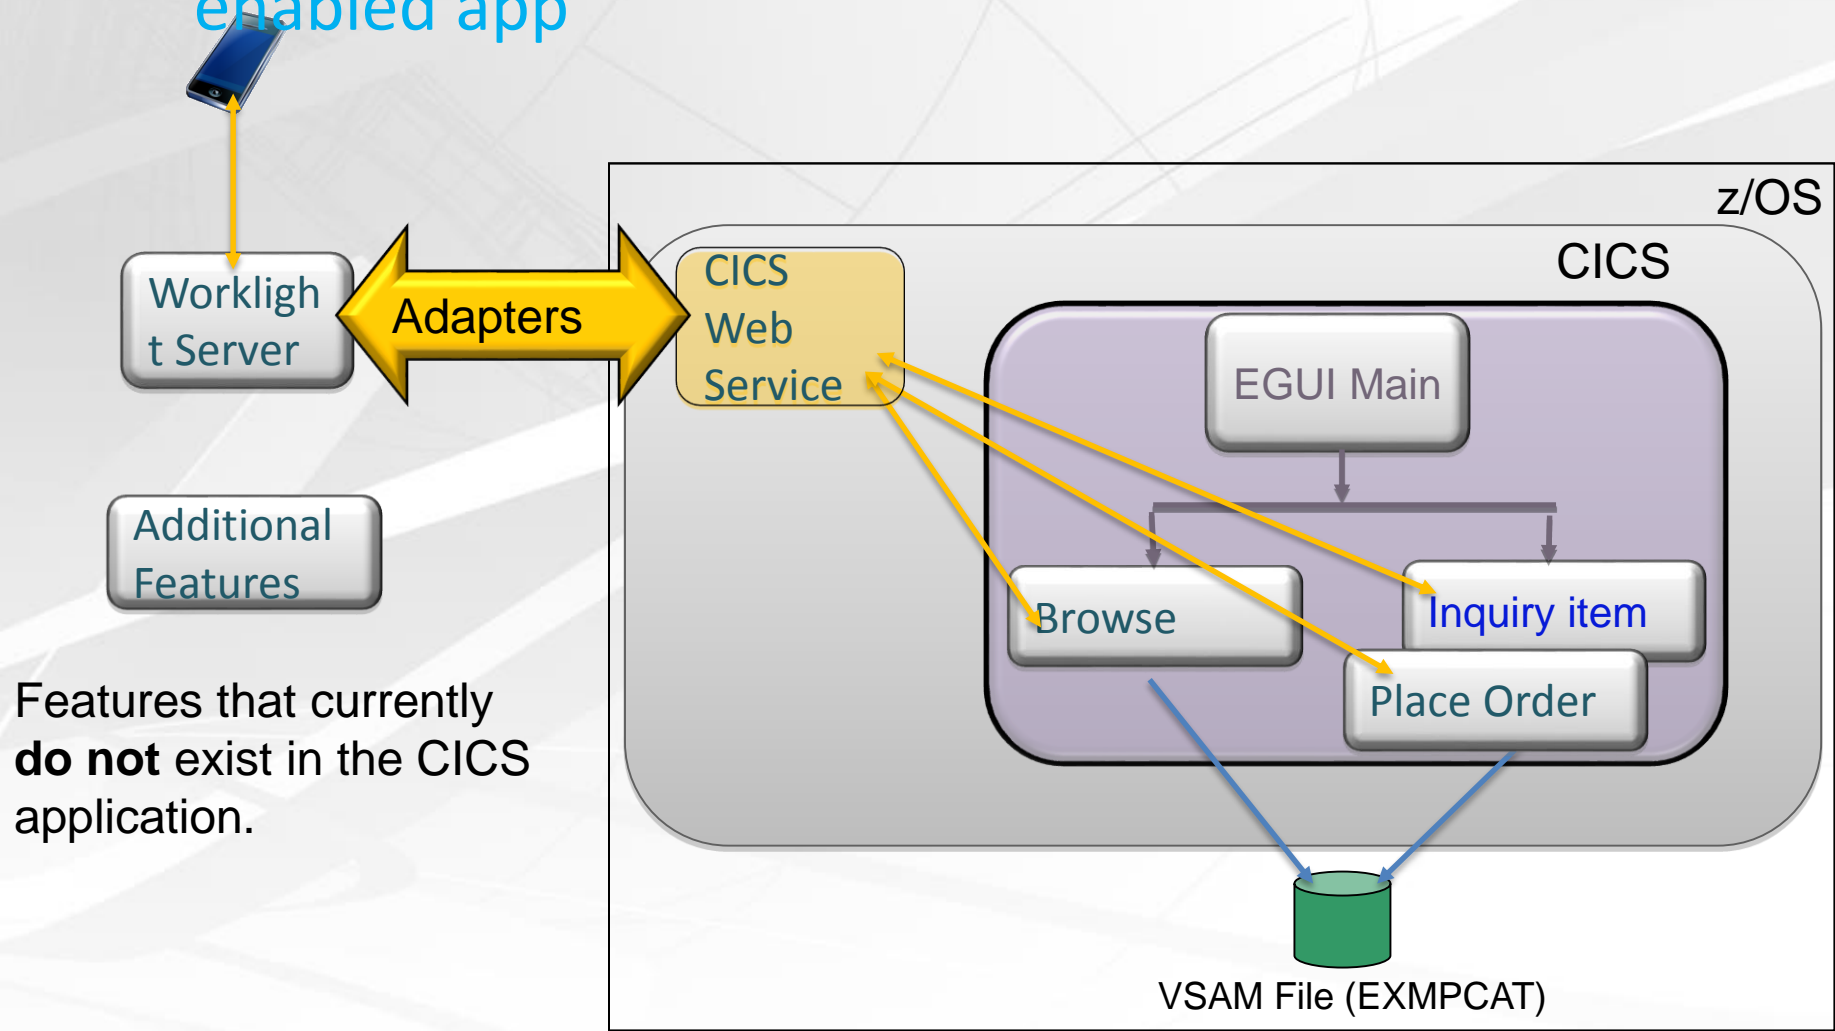 enabled app
z/OS
CICS
CICS
Web
Service
Workligh
t Server
Adapters
EGUI Main
Additional
Features
Browse
Inquiry item
Place Order
Features that currently
do not exist in the CICS
application.
VSAM File (EXMPCAT)